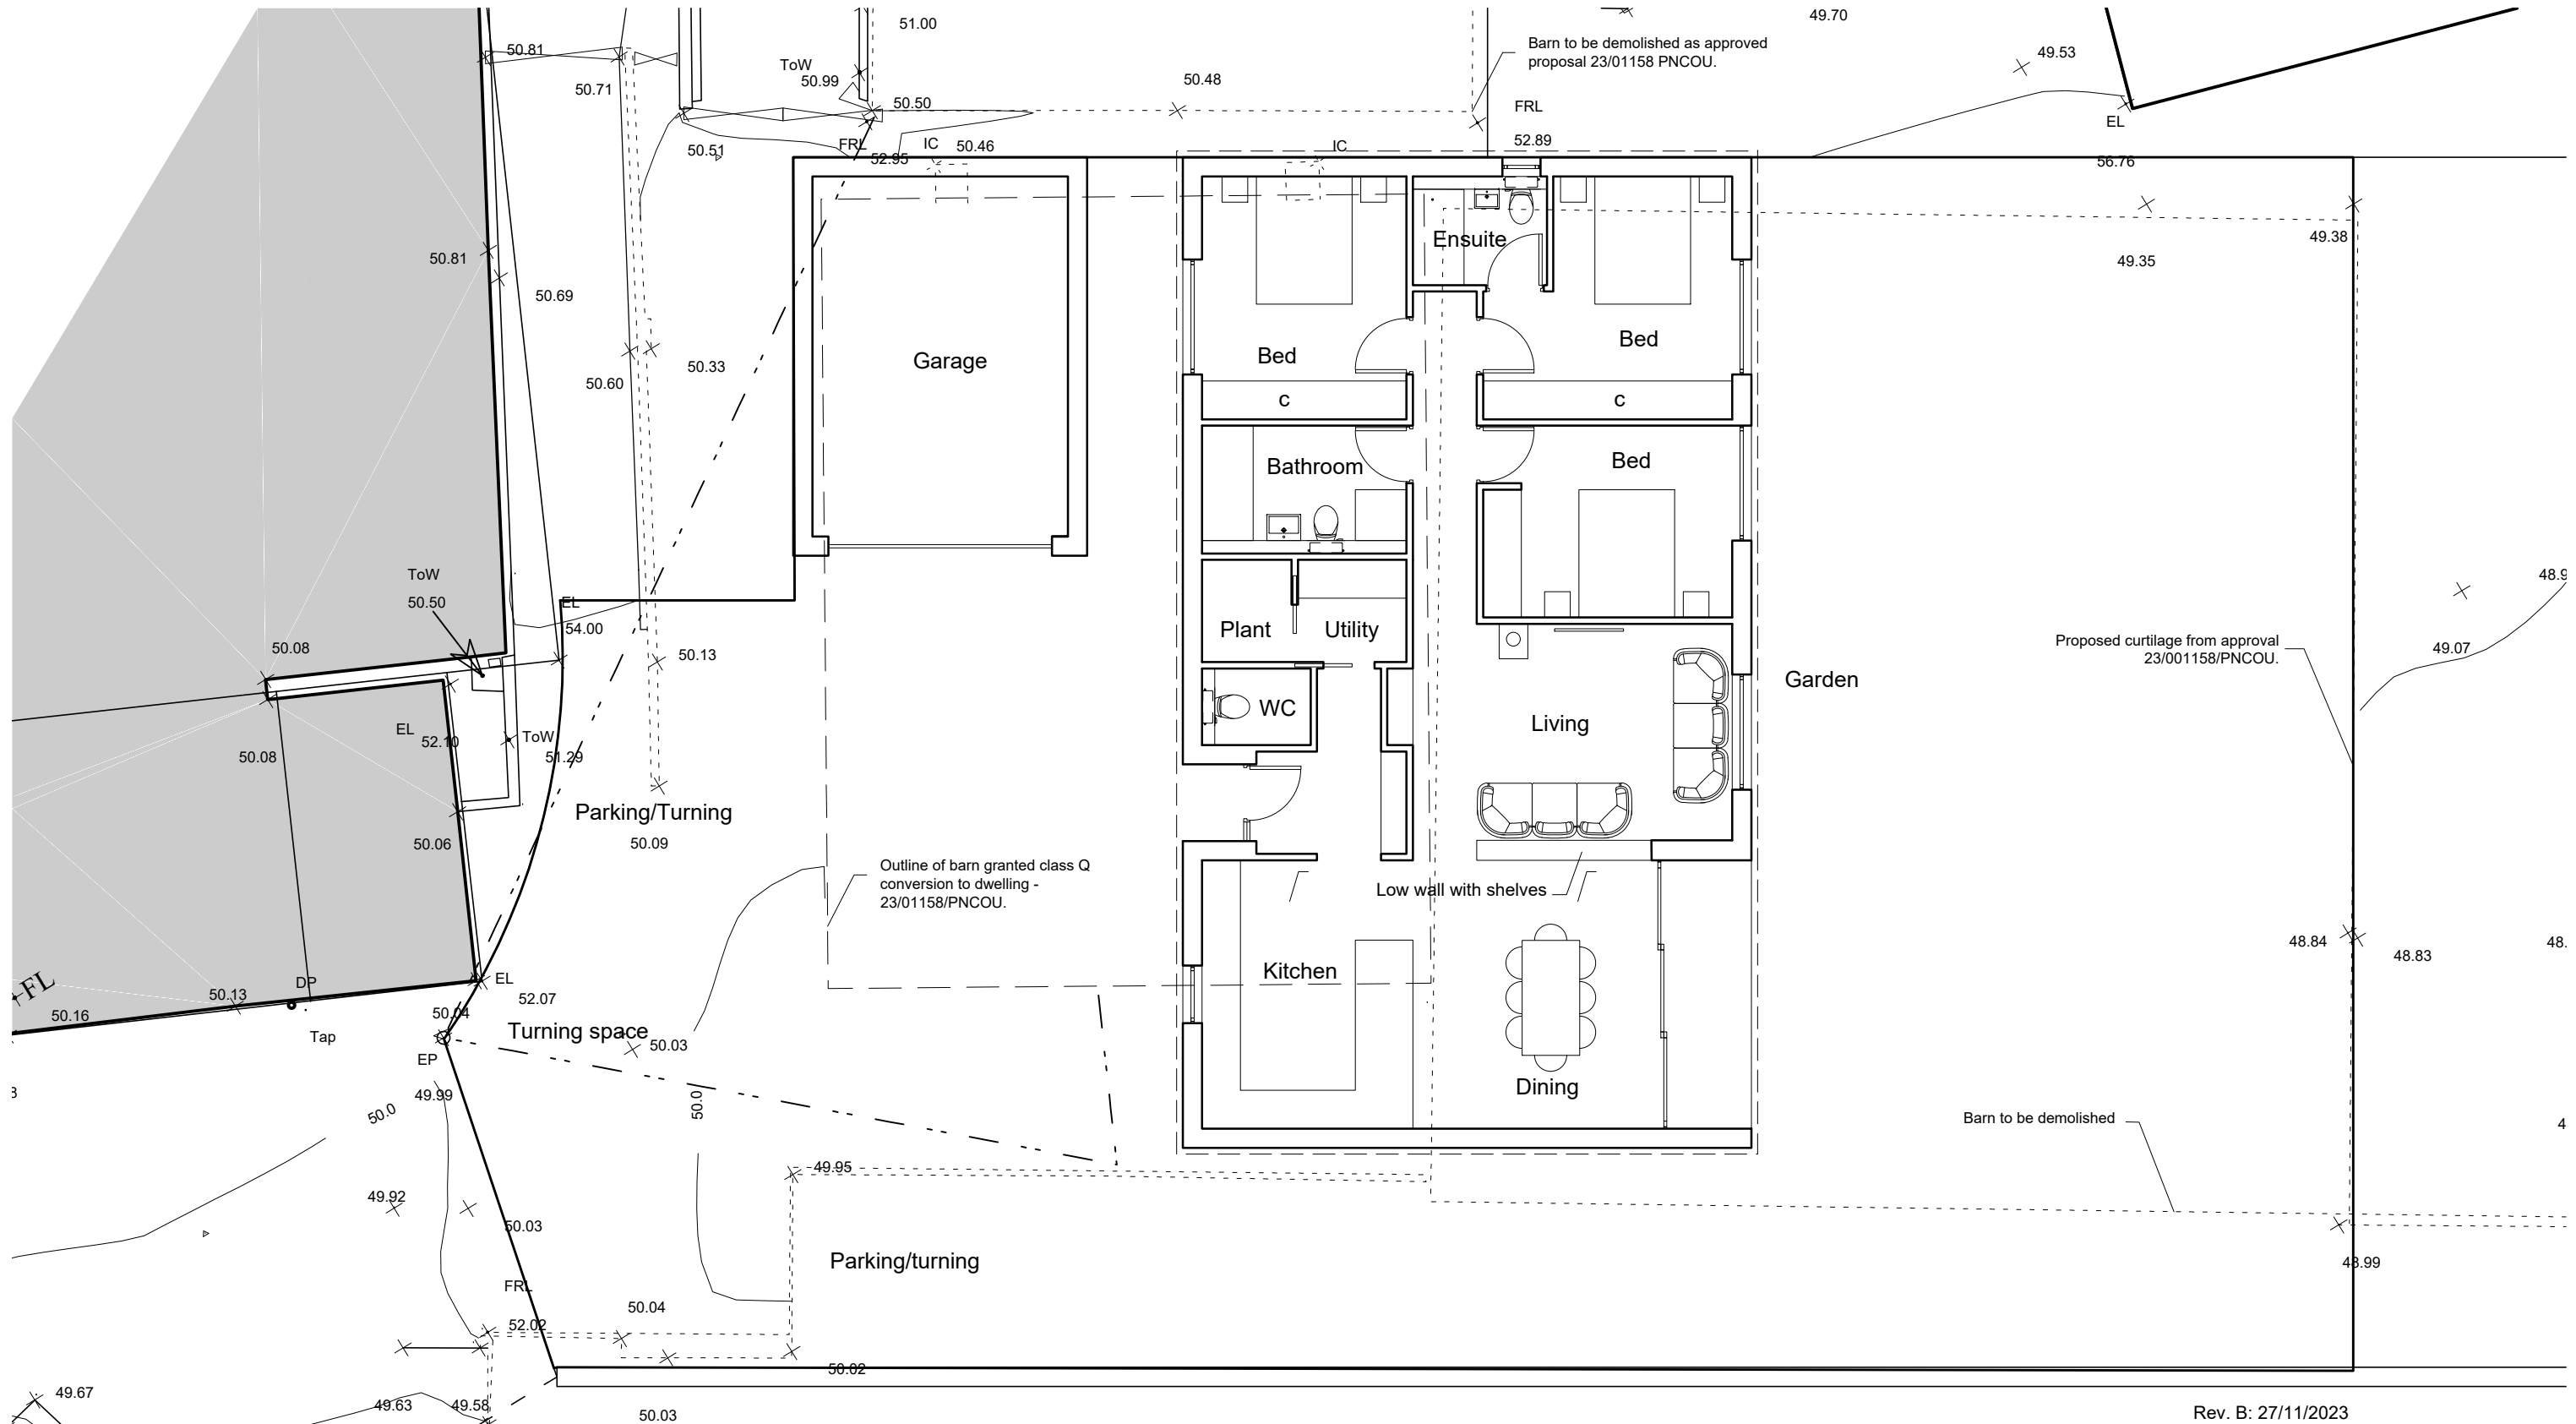 51.00
49.70
Barn to be demolished as approved
proposal 23/01158 PNCOU.
50.81
49.53
ToW
50.99
50.48
50.71
50.50
FRL
52.89
EL
50.51
FRL
52.95
IC
50.46
IC
56.76
Ensuite
49.38
50.81
49.35
50.69
Garage
Bed
Bed
50.33
50.60
c
c
Bathroom
Bed
ToW
50.50
EL
54.00
Plant
Utility
50.08
50.13
Proposed curtilage from approval
23/001158/PNCOU.
49.07
Garden
WC
Living
EL
52.10
ToW
50.08
51.29
Parking/Turning
50.06
50.09
Outline of barn granted class Q
conversion to dwelling -
23/01158/PNCOU.
Low wall with shelves
48.84
48.83
Kitchen
FL
DP
EL
50.13
52.07
50.16
50.04
Turning space
Tap
50.03
EP
Dining
49.99
50.0
50.0
Barn to be demolished
49.95
49.92
50.03
Parking/turning
48.99
FRL
50.04
52.02
50.02
49.67
49.63
49.58
50.03
Rev. B: 27/11/2023